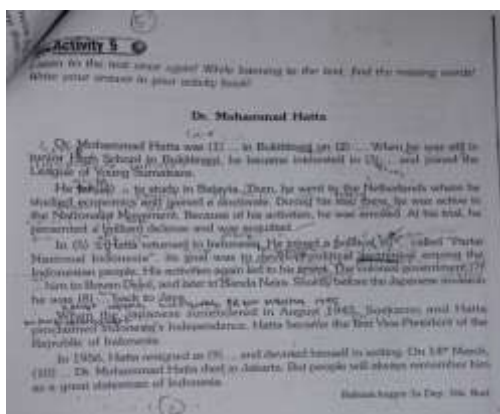 Activity 5
Listen to the text once again! While listening to the text, find the missing words!
Write your answer in your activity book!
Dr. Mohammad Hatta
Dr. Mohammad Hatta was (1) ... in Bukittinggi on (2) ... When he was still in
Junior High School in Bukittinggi, he became interested in (3) ... and joined the
League of Young Sumatrans.
He (4) ... to study in Batavia. Then, he went to the Netherlands where he
studied economics and gained a doctorate. During his stay there, he was active in
the Nationalist Movement. Because of his activities, he was arrested. At his trial, he
presented a brilliant defense and was acquitted.
In (5) ... Hatta returned to Indonesia. He joined a political (6) ... called "Partai
Nasional Indonesia". Its goal was to political among the
Indonesian people. His activities again led to his arrest. The colonial government (7)
... him to Boven Digul, and later to Banda Neira. Shortly before the Japanese invasion
he was (8) ... back to Java.
When the Japanese surrendered in August 1945, Soekarno and Hatta
proclaimed Indonesia's Independence. Hatta became the first Vice-President of the
Republic of Indonesia.
In 1956, Hatta resigned as (9) ... and devoted himself to writing. On 14th March,
(10) ... Dr. Mohammad Hatta died in Jakarta. But people will always remember him
as a great statesman of Indonesia.